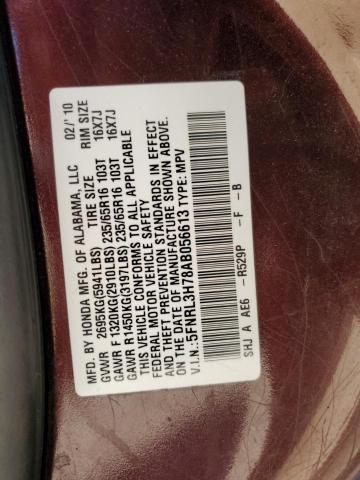 MFD. BY HONDA MFG. OF ALABAMA, LLC 02/'10
GVWR 2695KG(5941LBS) TIRE SIZE RIM SIZE
GAWR F 1320KG(2910LBS) 235/65R16 103T 16X7J
GAWR R1450KG(3197LBS) 235/65R16 103T 16X7J
THIS VEHICLE CONFORMS TO ALL APPLICABLE
FEDERAL MOTOR VEHICLE SAFETY
AND THEFT PREVENTION STANDARDS IN EFFECT
ON THE DATE OF MANUFACTURE SHOWN ABOVE.
V.I.N.:5FNRL3H78AB056613 TYPE: MPV
SHJ A AE6 -R529P -F -B